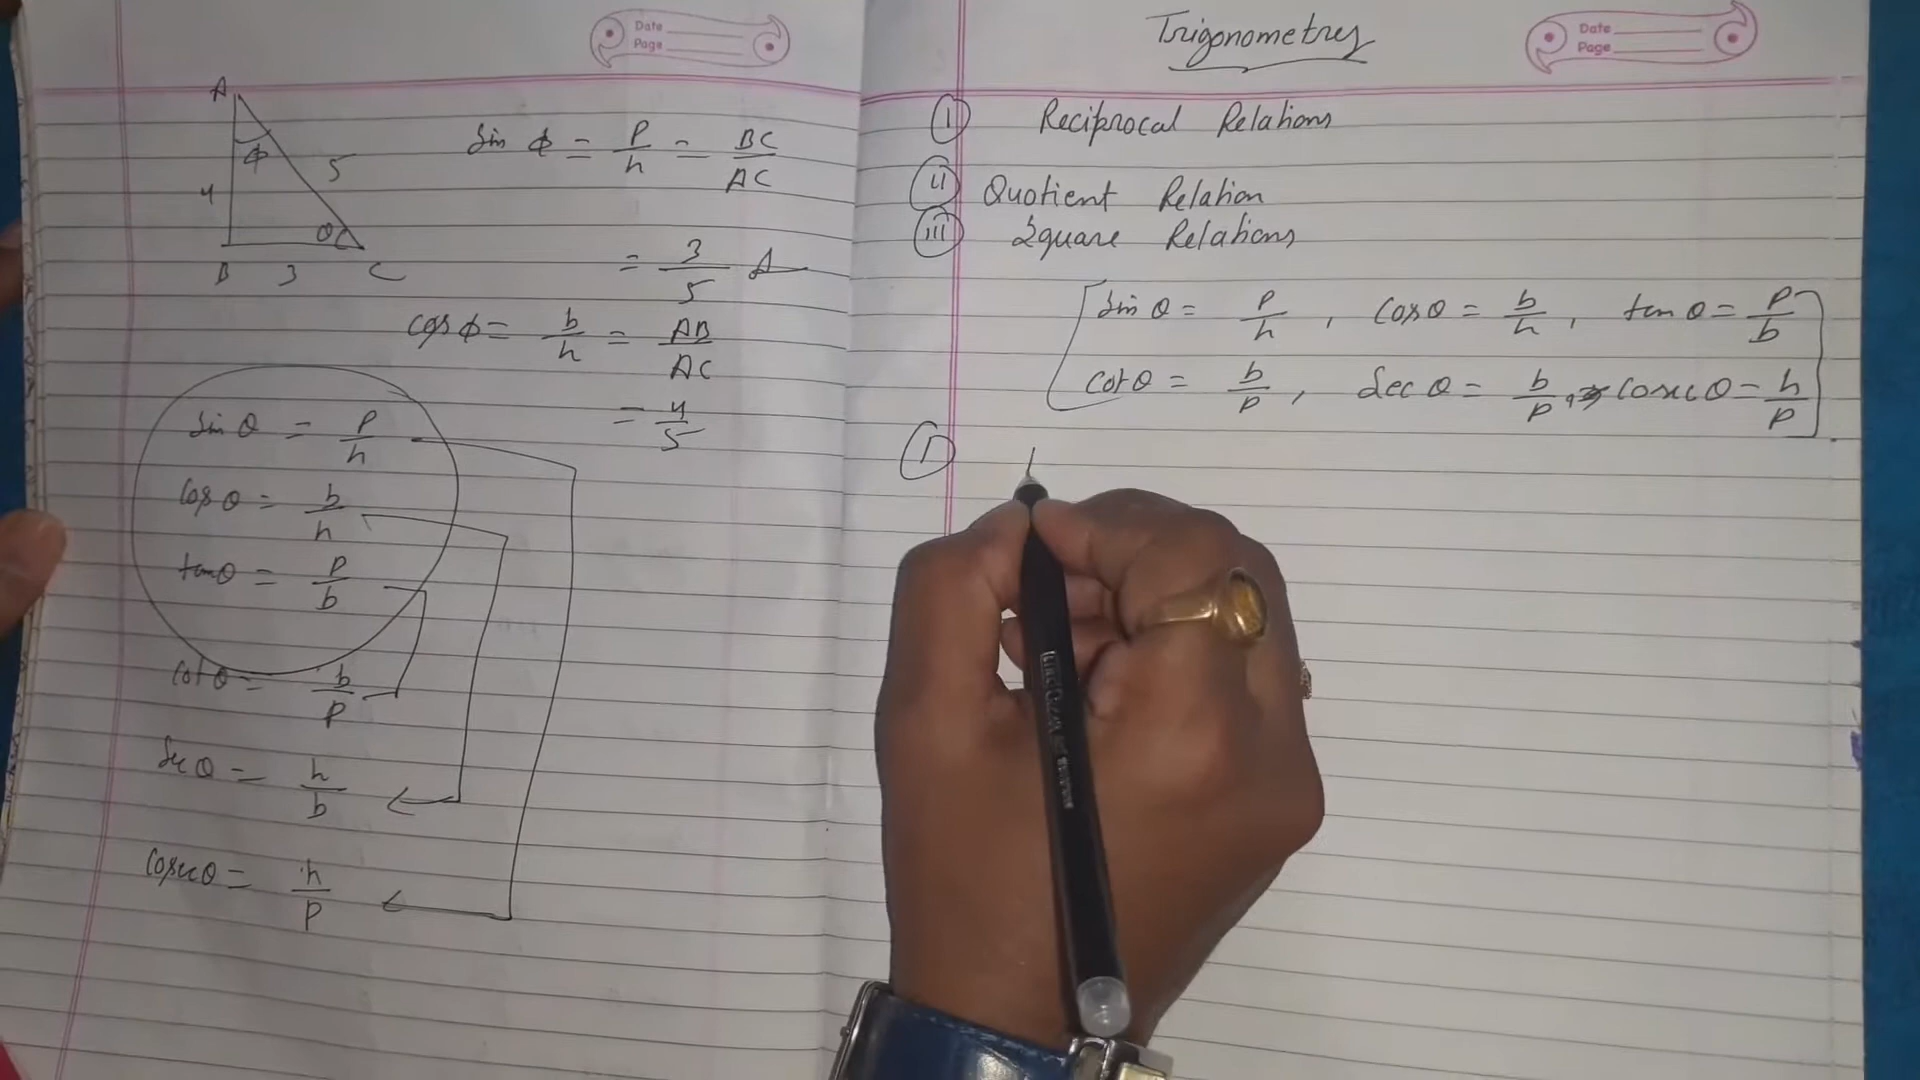 Date
Page
A
φ
5
4
θ
B 3 C
Sin φ = P/h = BC/AC
= 3/5
cos φ = b/h = AB/AC
= 4/5
Sin θ = P/h
Cos θ = b/h
tan θ = P/b
cot θ = b/P
Sec θ = h/b
Cosec θ = h/P
Trigonometry
Date
Page
I Reciprocal Relations
II Quotient Relation
III Square Relations
Sin θ = P/h , Cos θ = b/h , tan θ = P/b
cot θ = b/P , Sec θ = b/P , Cosec θ = h/P
I